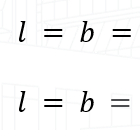 l = b =
l = b =